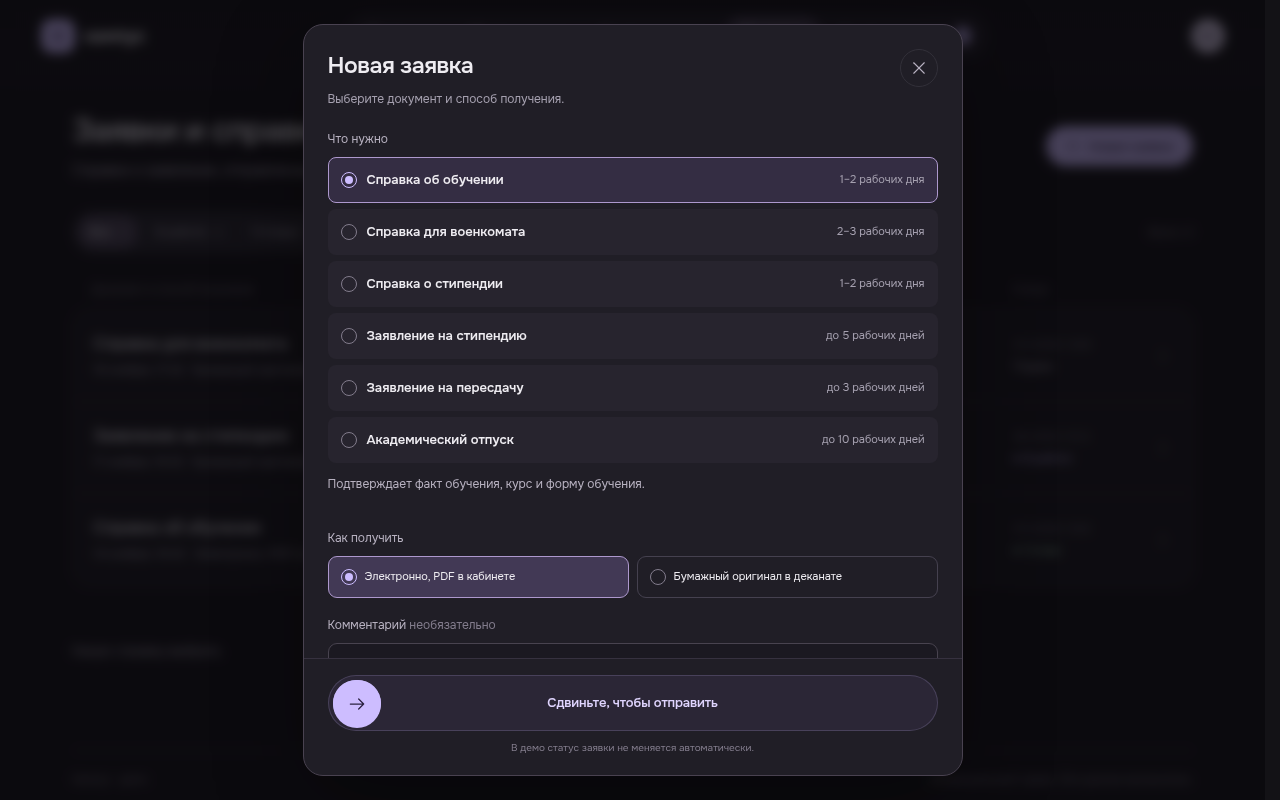 Новая заявка
Выберите документ и способ получения.
Что нужно
Справка об обучении 1–2 рабочих дня
Справка для военкомата 2–3 рабочих дня
Справка о стипендии 1–2 рабочих дня
Заявление на стипендию до 5 рабочих дней
Заявление на пересдачу до 3 рабочих дней
Академический отпуск до 10 рабочих дней
Подтверждает факт обучения, курс и форму обучения.
Как получить
Электронно, PDF в кабинете Бумажный оригинал в деканате
Комментарий необязательно
Сдвиньте, чтобы отправить
В демо статус заявки не меняется автоматически.